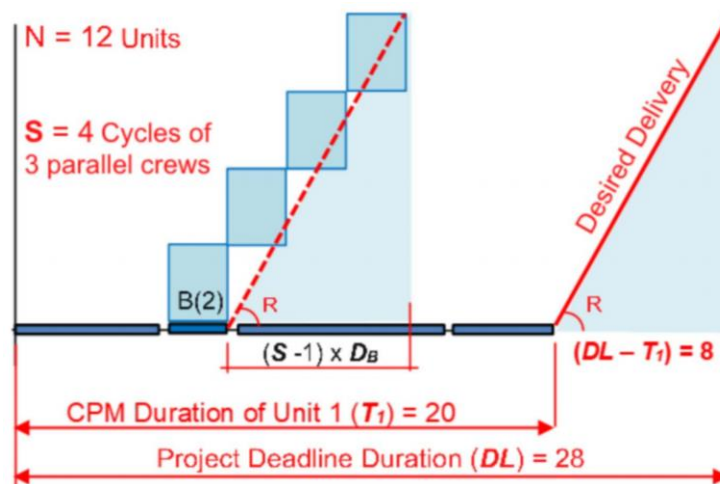 N = 12 Units
S = 4 Cycles of
3 parallel crews
Desired Delivery
B(2)
R
R
(S -1) x D_B
(DL – T₁) = 8
CPM Duration of Unit 1 (T₁) = 20
Project Deadline Duration (DL) = 28